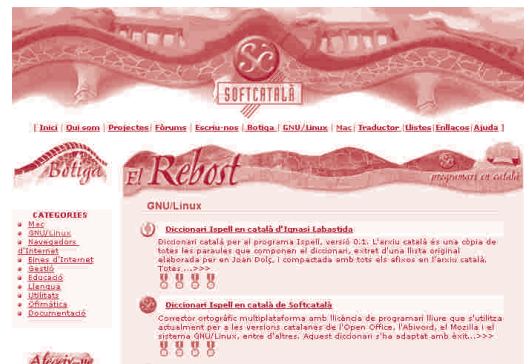 SOFTCATALÀ
[ Inici | Qui som | Projectes| Fòrums | Escriu-nos | Botiga | GNU/Linux | Mac| Traductor |Llistes|Enllaços|Ajuda ]
Botiga
El Rebost
programari en català
CATEGORIES
Mac
GNU/Linux
Navegadors d'Internet
Eines d'Internet
Gestió
Educació
Llengua
Utilitats
Ofimàtica
Documentació
Afegeix-ne
GNU/Linux
Diccionari Ispell en català d'Ignasi Labastida
Diccionari català per al programa Ispell, versió 0.1. L'arxiu català és una còpia de
totes les paraules que componen el diccionari, extret d'una llista original
elaborada per en Joan Dolç, i compactada amb tots els afixos en l'arxiu català.
Totes ...>>>
Diccionari Ispell en català de Softcatalà
Corrector ortogràfic multiplataforma amb llicència de programari lliure que s'utilitza
actualment per a les versions catalanes de l'Open Office, l'Abiword, el Mozilla i el
sistema GNU/Linux, entre d'altres. Aquest diccionari s'ha adaptat amb èxit...>>>